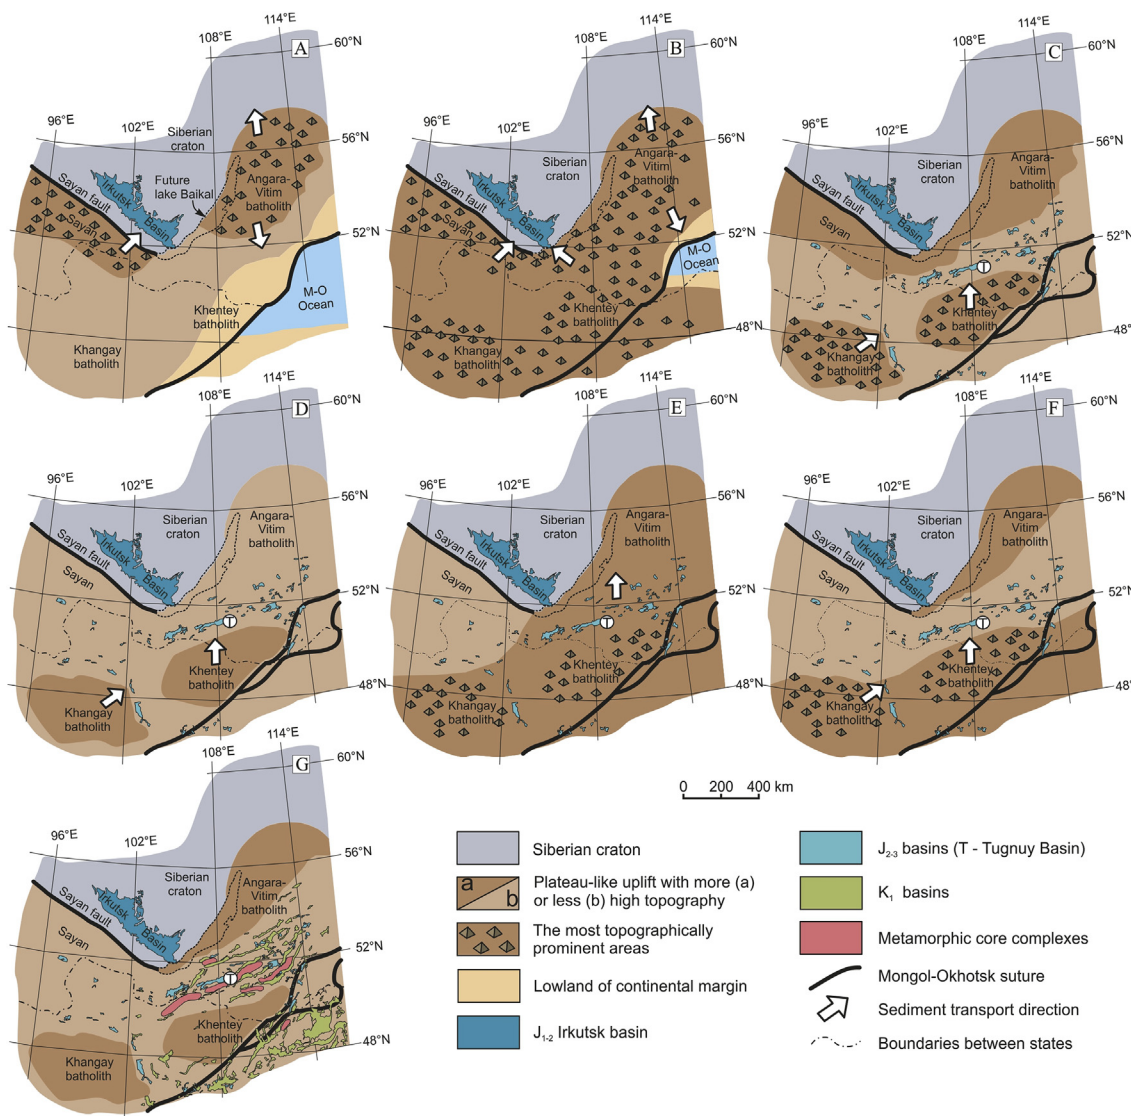 114°E
108°E
A
60°N
96°E
102°E
Siberian
craton
56°N
Future
lake Baikal
Angara-
Vitim
batholith
Sayan fault
Irkutsk
Basin
Sayan
52°N
M-O
Ocean
Khentey
batholith
Khangay
batholith
48°N
114°E
108°E
B
60°N
96°E
102°E
Siberian
craton
56°N
Angara-
Vitim
batholith
Sayan fault
Irkutsk
Basin
Sayan
52°N
M-O
Ocean
Khentey
batholith
Khangay
batholith
48°N
114°E
108°E
C
60°N
96°E
102°E
Siberian
craton
56°N
Angara-
Vitim
batholith
Sayan fault
Irkutsk
Basin
Sayan
52°N
T
Khentey
batholith
Khangay
batholith
48°N
114°E
108°E
D
60°N
96°E
102°E
Siberian
craton
56°N
Angara-
Vitim
batholith
Sayan fault
Irkutsk
Basin
Sayan
52°N
T
Khentey
batholith
Khangay
batholith
48°N
114°E
108°E
E
60°N
96°E
102°E
Siberian
craton
56°N
Angara-
Vitim
batholith
Sayan fault
Irkutsk
Basin
Sayan
52°N
T
Khentey
batholith
Khangay
batholith
48°N
114°E
108°E
F
60°N
96°E
102°E
Siberian
craton
56°N
Angara-
Vitim
batholith
Sayan fault
Irkutsk
Basin
Sayan
52°N
T
Khentey
batholith
Khangay
batholith
48°N
114°E
108°E
G
60°N
96°E
102°E
Siberian
craton
56°N
Angara-
Vitim
batholith
Sayan fault
Irkutsk
Basin
Sayan
52°N
T
Khentey
batholith
Khangay
batholith
48°N
0 200 400 km
Siberian craton
a
b
Plateau-like uplift with more (a)
or less (b) high topography
The most topographically
prominent areas
Lowland of continental margin
J1-2 Irkutsk basin
J2-3 basins (T - Tugnuy Basin)
K1 basins
Metamorphic core complexes
Mongol-Okhotsk suture
Sediment transport direction
Boundaries between states